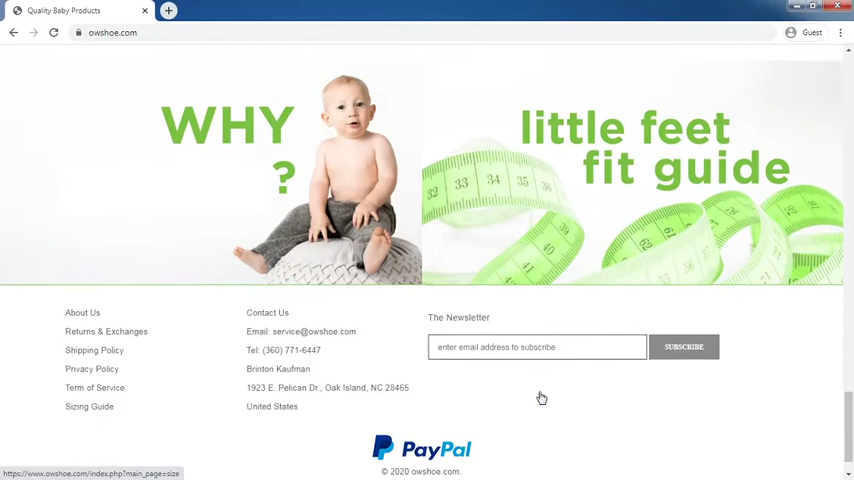 Quality Baby Products
owshoe.com
Guest
WHY
?
little feet
fit guide
32 33 34 35 36
39
40
41
About Us
Returns & Exchanges
Shipping Policy
Privacy Policy
Term of Service
Sizing Guide
Contact Us
Email: service@owshoe.com
Tel: (360) 771-6447
Brinton Kaufman
1923 E. Pelican Dr., Oak Island, NC 28465
United States
The Newsletter
enter email address to subscribe
SUBSCRIBE
PayPal
© 2020 owshoe.com.
https://www.owshoe.com/index.php?main_page=size